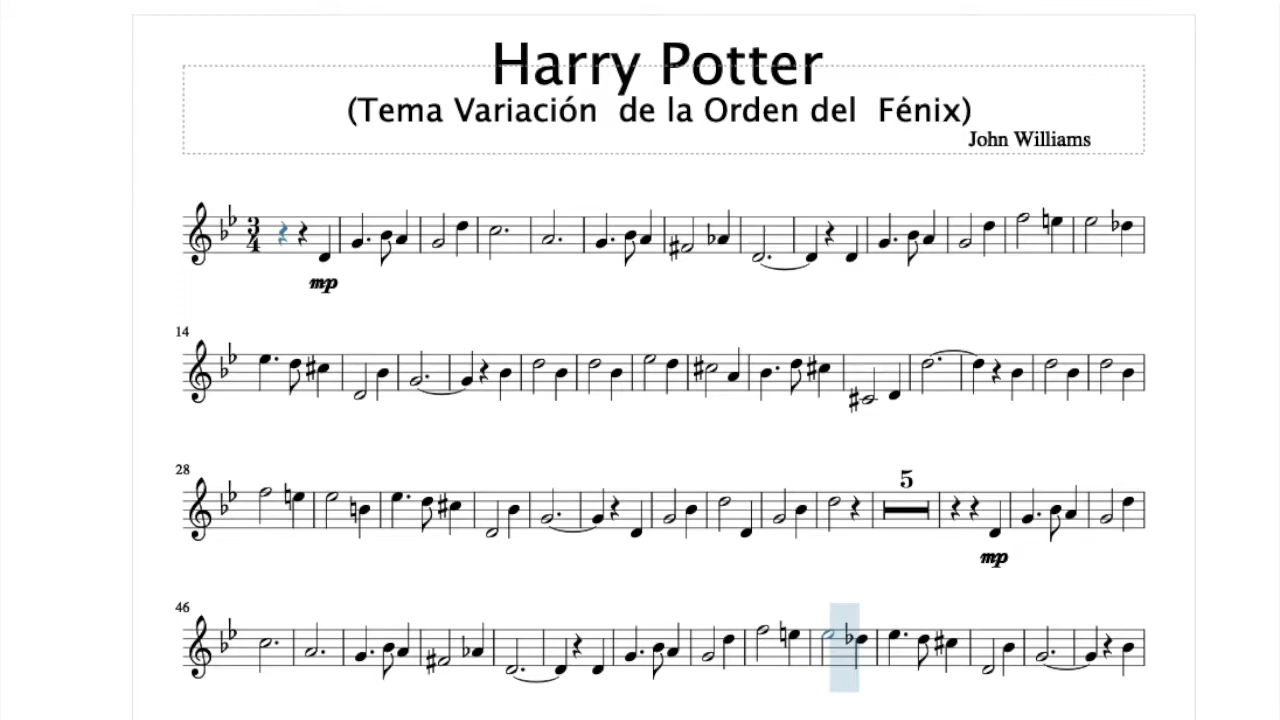 Harry Potter
(Tema Variación de la Orden del Fénix)
John Williams
3
4
mp
14
28
5
mp
46